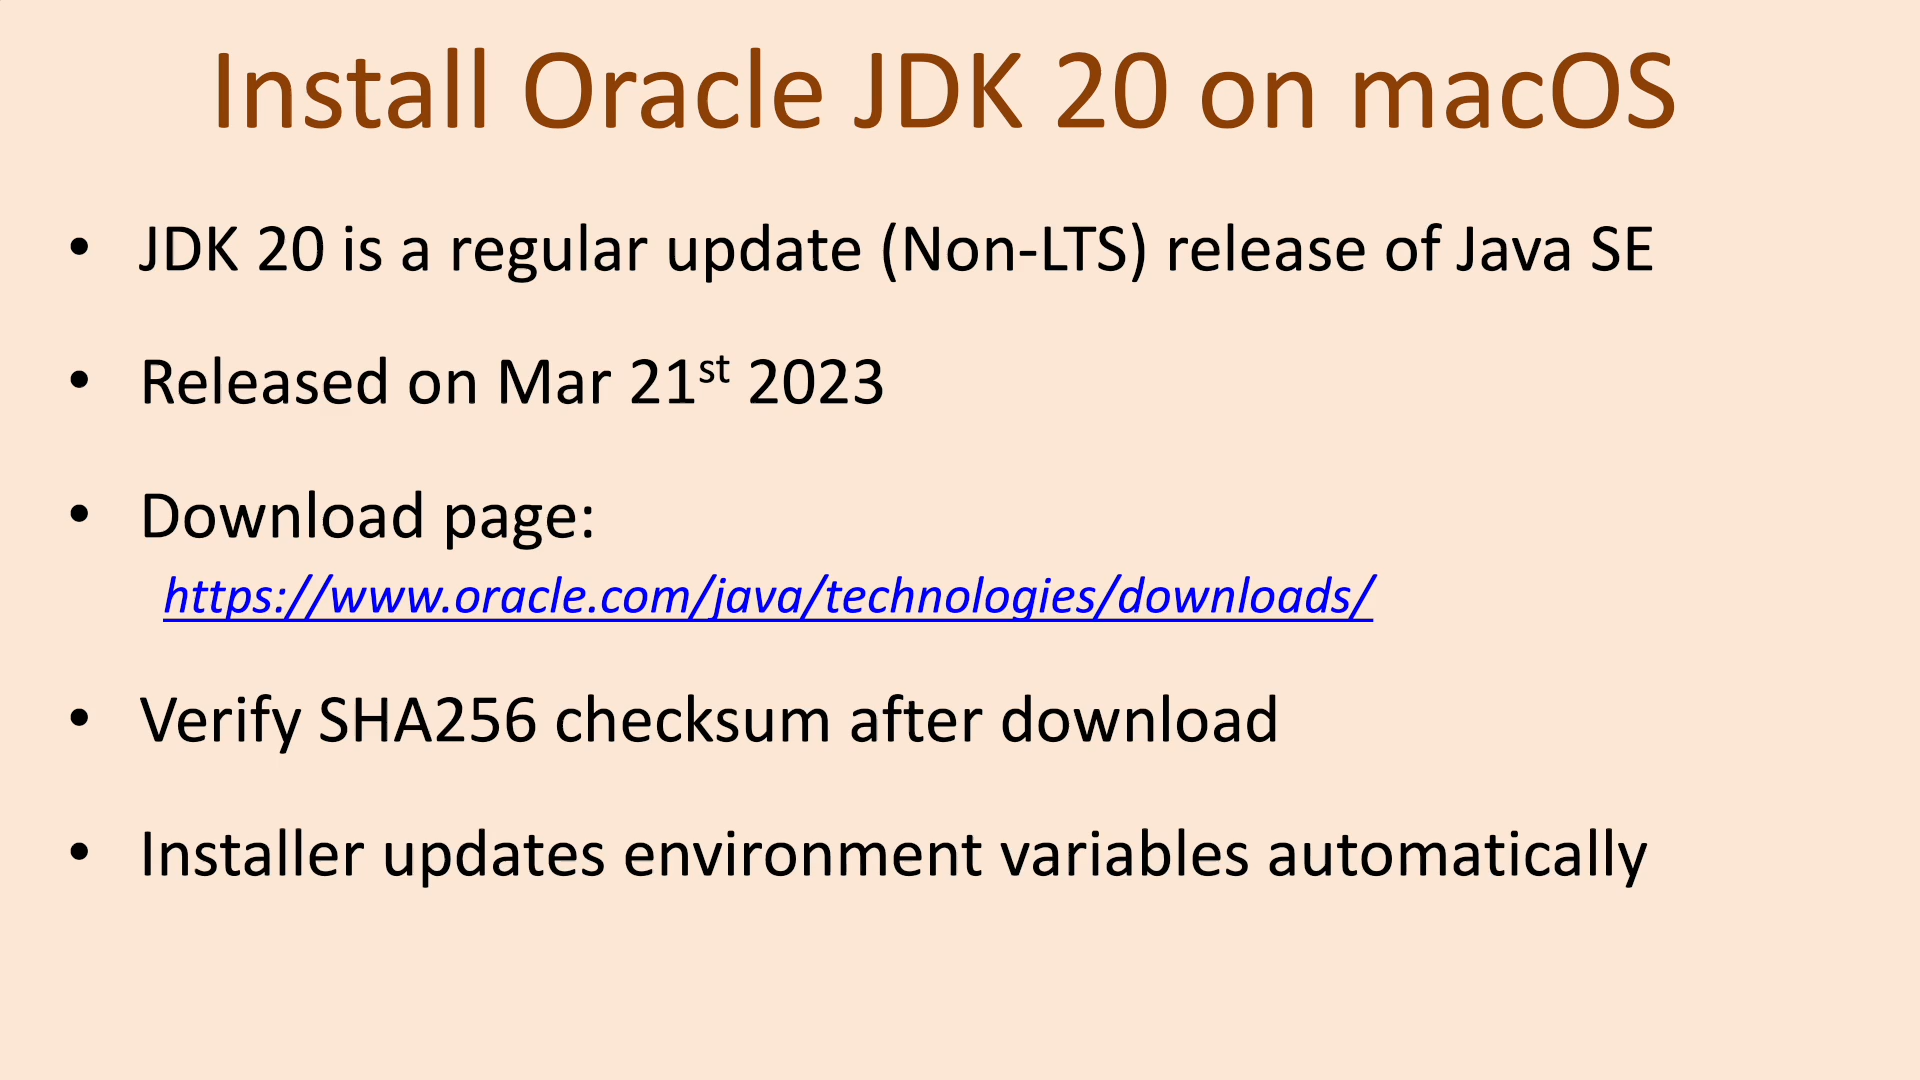 Install Oracle JDK 20 on macOS
• JDK 20 is a regular update (Non-LTS) release of Java SE
• Released on Mar 21st 2023
• Download page:
https://www.oracle.com/java/technologies/downloads/
• Verify SHA256 checksum after download
• Installer updates environment variables automatically